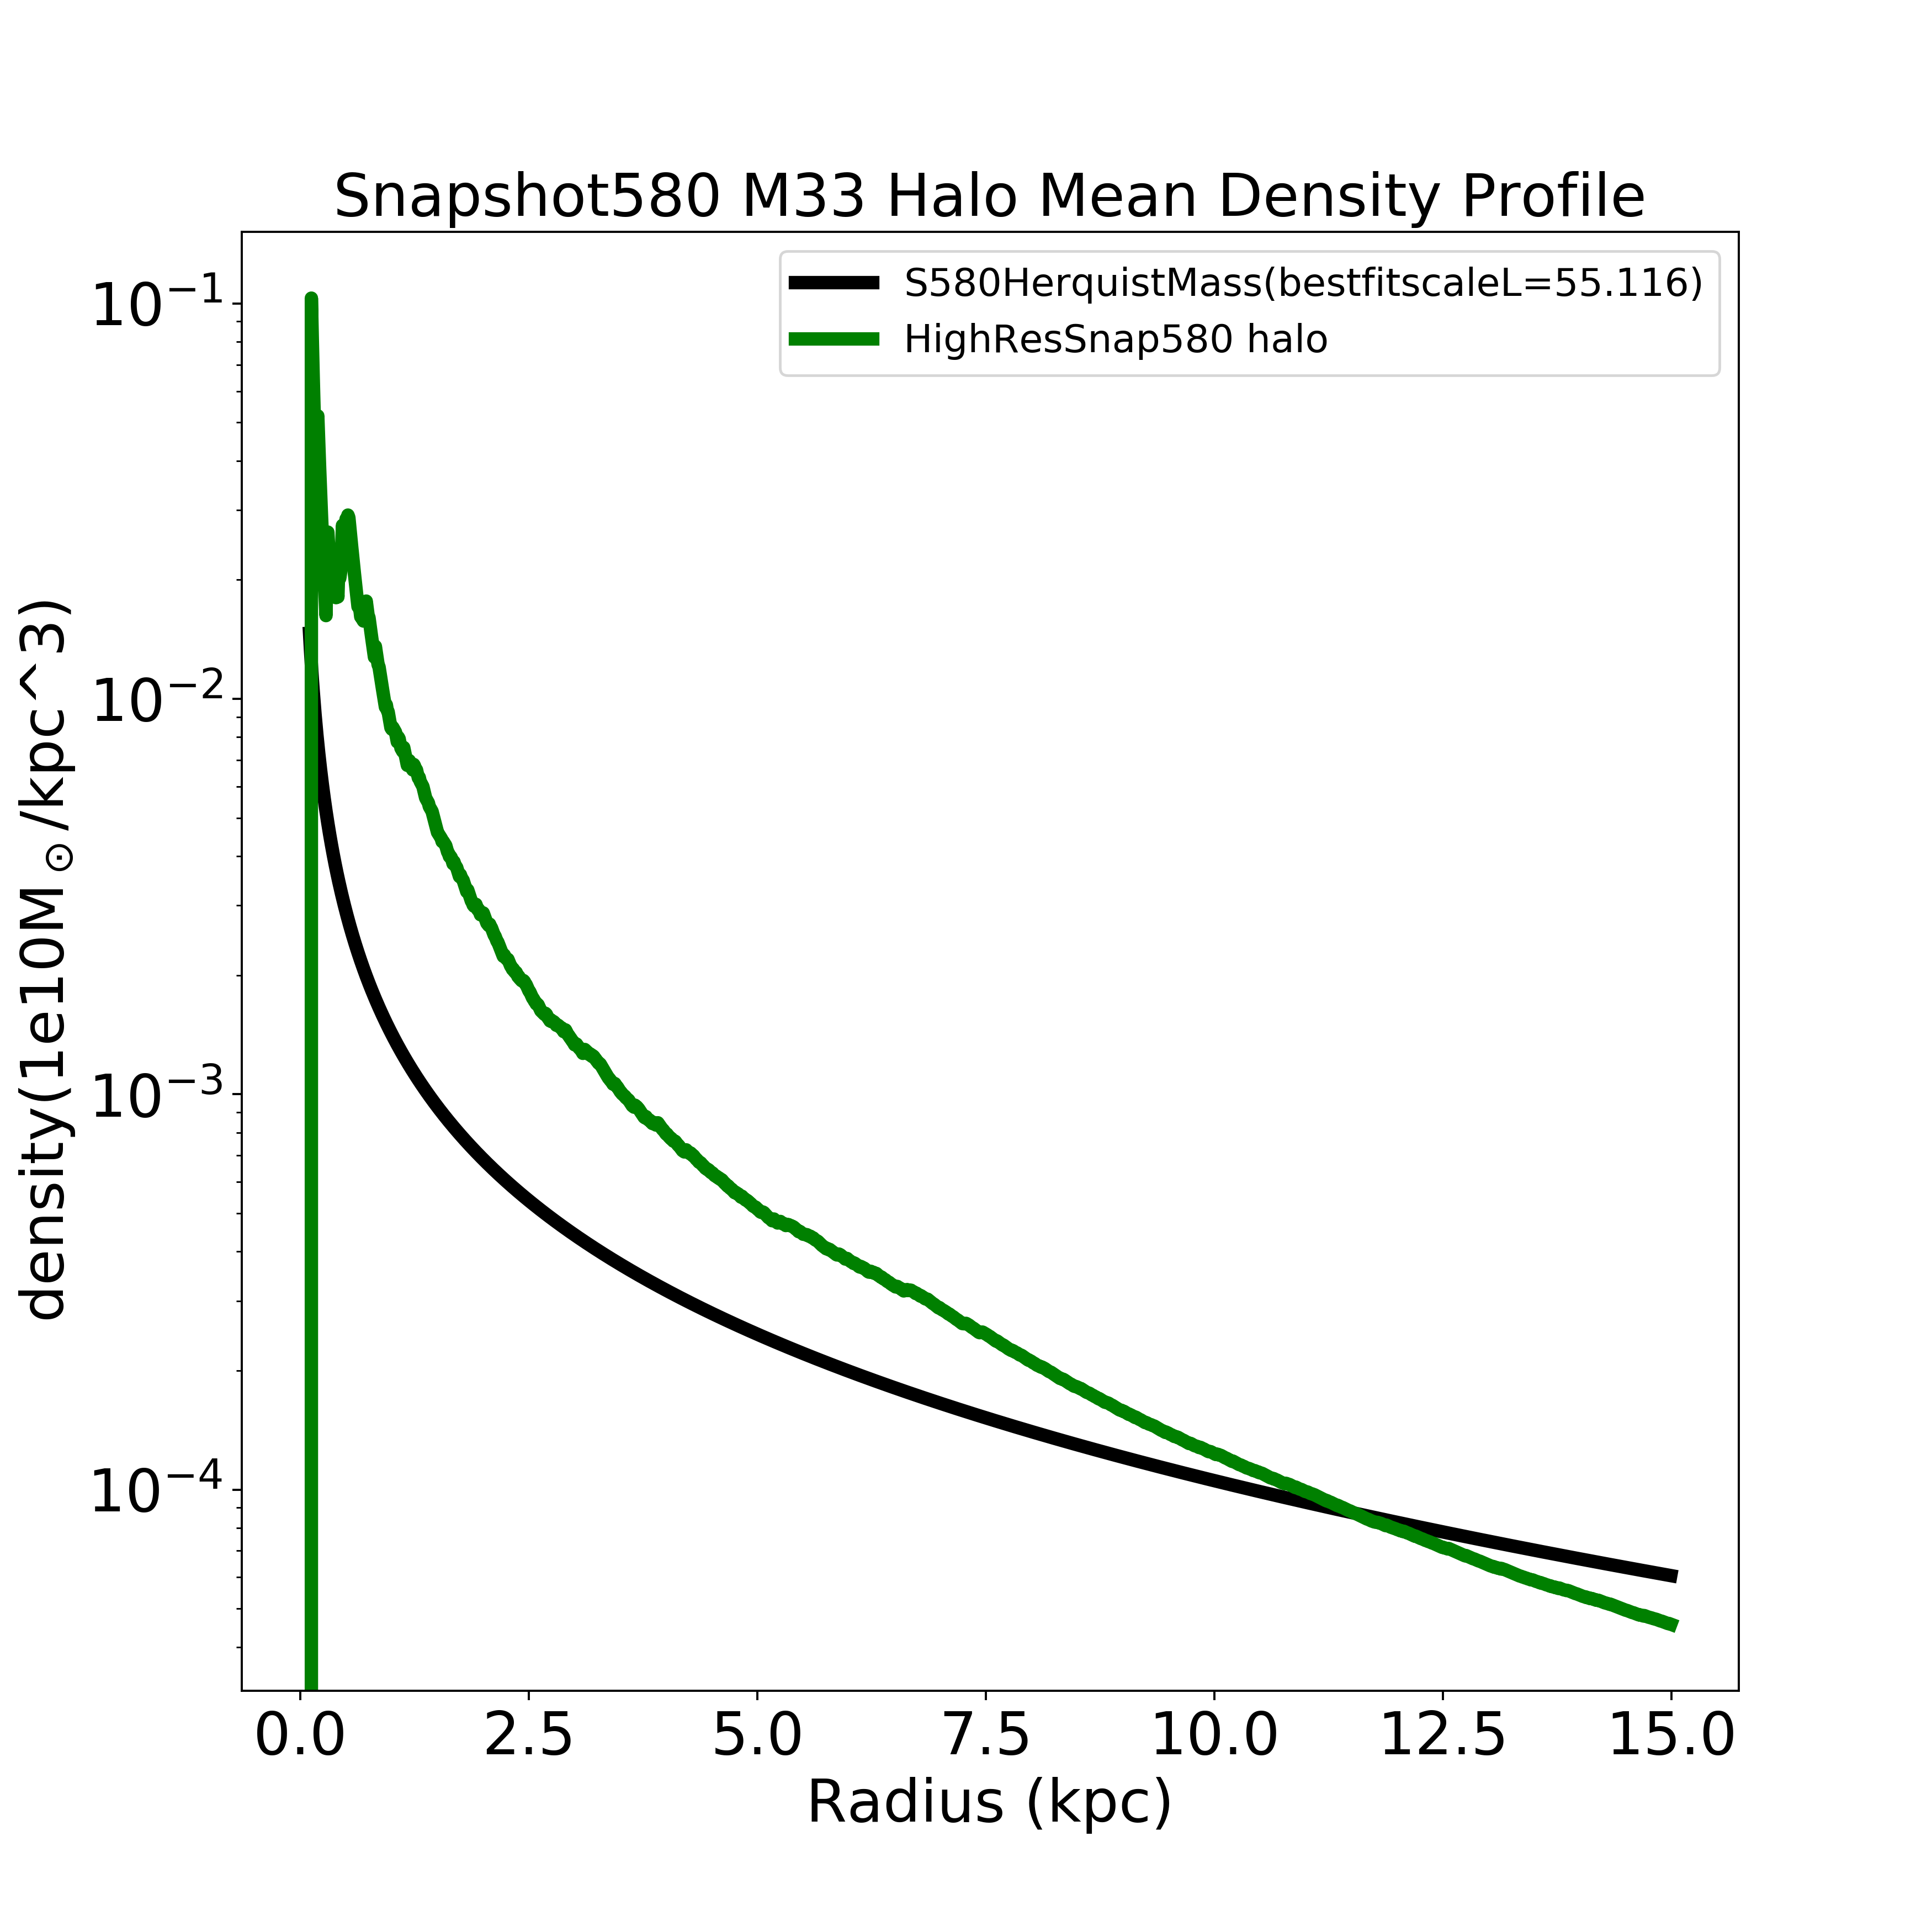 Snapshot580 M33 Halo Mean Density Profile
S580HerquistMass(bestfitscaleL=55.116)
HighResSnap580 halo
density(1e10M⊙/kpc^3)
10⁻¹
10⁻²
10⁻³
10⁻⁴
0.0 2.5 5.0 7.5 10.0 12.5 15.0
Radius (kpc)